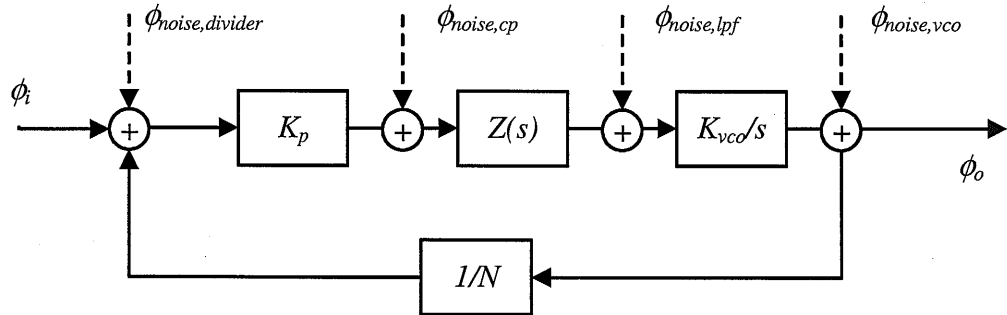 ϕnoise,divider
ϕnoise,cp
ϕnoise,lpf
ϕnoise,vco
ϕi
+
Kp
+
Z(s)
+
Kvco/s
+
ϕo
1/N